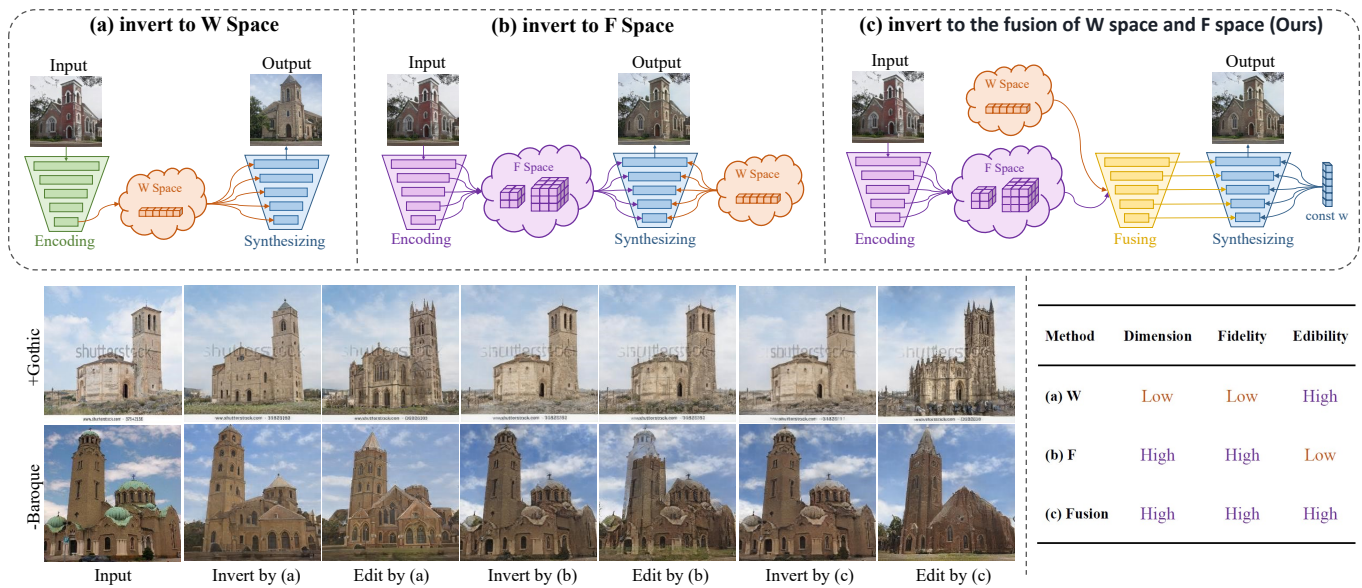 (a) invert to W Space
(b) invert to F Space
(c) invert to the fusion of W space and F space (Ours)
Input
Output
W Space
Encoding
Synthesizing
Input
Output
F Space
W Space
Encoding
Synthesizing
Input
Output
W Space
F Space
const w
Encoding
Fusing
Synthesizing
+Gothic
shutterstock
-Baroque
Input
Invert by (a)
Edit by (a)
Invert by (b)
Edit by (b)
Invert by (c)
Edit by (c)
Method Dimension Fidelity Edibility
(a) W Low Low High
(b) F High High Low
(c) Fusion High High High